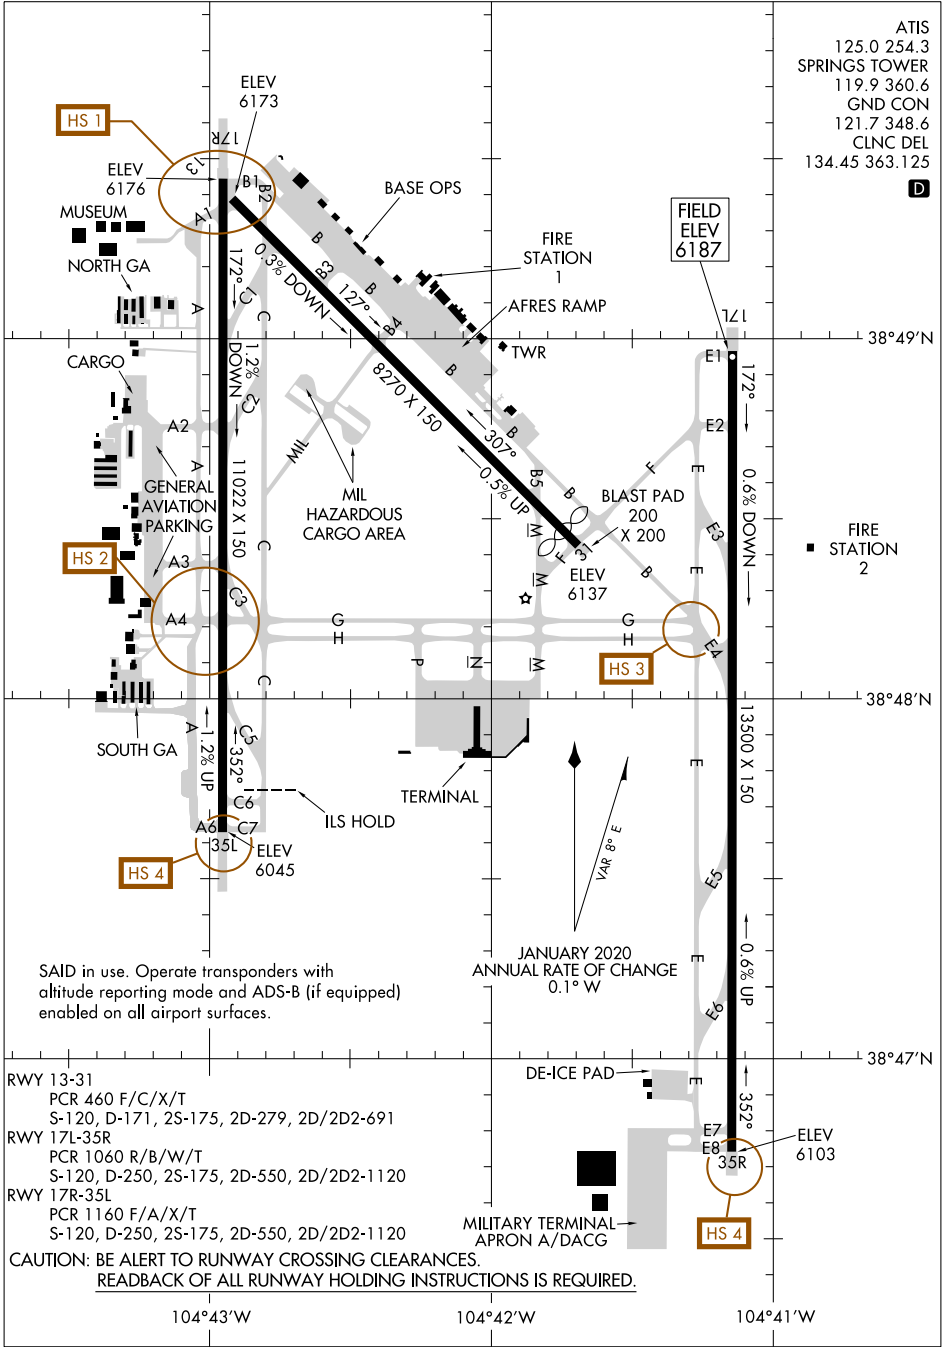 ATIS
125.0 254.3
SPRINGS TOWER
119.9 360.6
GND CON
121.7 348.6
CLNC DEL
134.45 363.125
D
ELEV
6173
HS 1
17R
13
ELEV
6176
B1
B2
A1
MUSEUM
BASE OPS
FIELD
ELEV
6187
FIRE
STATION
1
NORTH GA
172°
0.3% DOWN
B3
B
B
127°
C1
C
A
AFRES RAMP
B4
17L
38°49'N
TWR
E1
CARGO
1.2%
DOWN
8270 X 150
B
172°
C2
A2
307°
B
E2
MIL
A
11022 X 150
0.5% UP
B5
F
E
0.6% DOWN
GENERAL
AVIATION
PARKING
MIL
HAZARDOUS
CARGO AREA
B
BLAST PAD
200
X 200
E3
FIRE
STATION
2
M
31
F
HS 2
A3
C
M
ELEV
6137
B
E
C3
A4
G
H
G
H
E4
HS 3
P
N
M
C
38°48'N
A
SOUTH GA
1.2% UP
352°
C5
13500 X 150
E
TERMINAL
C6
ILS HOLD
A6
C7
35L
ELEV
6045
HS 4
VAR 8° E
E5
JANUARY 2020
ANNUAL RATE OF CHANGE
0.1° W
E
0.6% UP
SAID in use. Operate transponders with
altitude reporting mode and ADS-B (if equipped)
enabled on all airport surfaces.
E6
38°47'N
DE-ICE PAD
E
352°
RWY 13-31
PCR 460 F/C/X/T
S-120, D-171, 2S-175, 2D-279, 2D/2D2-691
RWY 17L-35R
PCR 1060 R/B/W/T
S-120, D-250, 2S-175, 2D-550, 2D/2D2-1120
RWY 17R-35L
PCR 1160 F/A/X/T
S-120, D-250, 2S-175, 2D-550, 2D/2D2-1120
E7
E8
35R
ELEV
6103
MILITARY TERMINAL
APRON A/DACG
HS 4
CAUTION: BE ALERT TO RUNWAY CROSSING CLEARANCES.
READBACK OF ALL RUNWAY HOLDING INSTRUCTIONS IS REQUIRED.
104°43'W
104°42'W
104°41'W